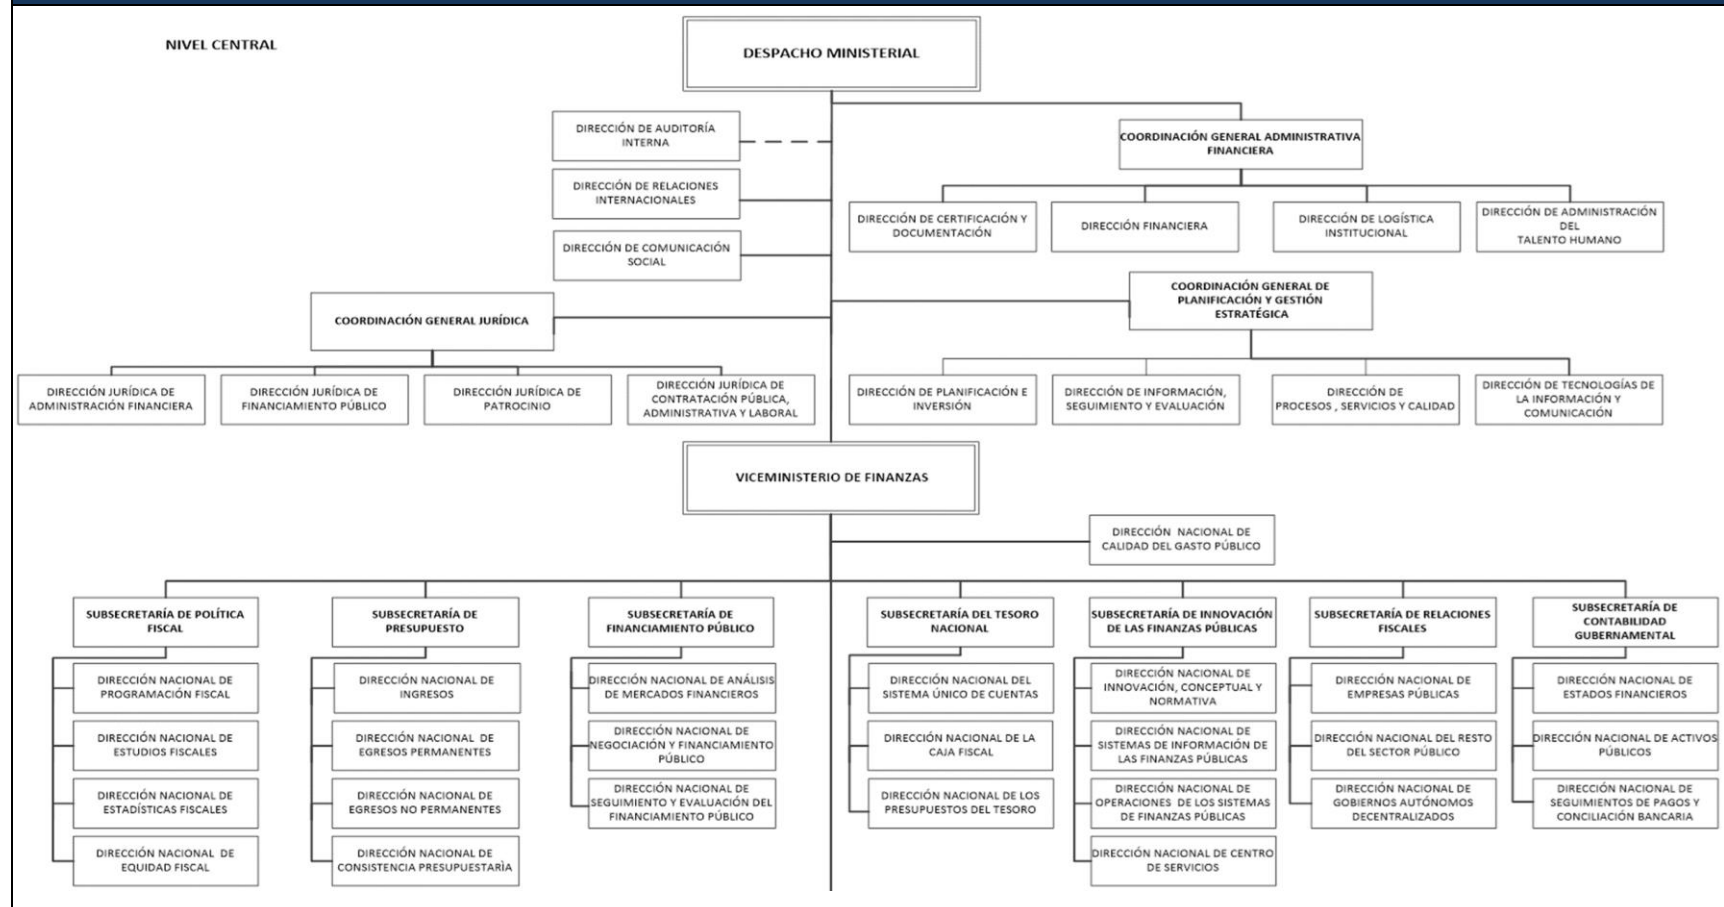 NIVEL CENTRAL
DESPACHO MINISTERIAL
DIRECCIÓN DE AUDITORÍA
INTERNA
COORDINACIÓN GENERAL ADMINISTRATIVA
FINANCIERA
DIRECCIÓN DE RELACIONES
INTERNACIONALES
DIRECCIÓN DE CERTIFICACIÓN Y
DOCUMENTACIÓN
DIRECCIÓN FINANCIERA
DIRECCIÓN DE LOGÍSTICA
INSTITUCIONAL
DIRECCIÓN DE ADMINISTRACIÓN
DEL
TALENTO HUMANO
DIRECCIÓN DE COMUNICACIÓN
SOCIAL
COORDINACIÓN GENERAL DE
PLANIFICACIÓN Y GESTIÓN
ESTRATÉGICA
COORDINACIÓN GENERAL JURÍDICA
DIRECCIÓN JURÍDICA DE
ADMINISTRACIÓN FINANCIERA
DIRECCIÓN JURÍDICA DE
FINANCIAMIENTO PÚBLICO
DIRECCIÓN JURÍDICA DE
PATROCINIO
DIRECCIÓN JURÍDICA DE
CONTRATACIÓN PÚBLICA,
ADMINISTRATIVA Y LABORAL
DIRECCIÓN DE PLANIFICACIÓN E
INVERSIÓN
DIRECCIÓN DE INFORMACIÓN,
SEGUIMIENTO Y EVALUACIÓN
DIRECCIÓN DE
PROCESOS , SERVICIOS Y CALIDAD
DIRECCIÓN DE TECNOLOGÍAS DE
LA INFORMACIÓN Y
COMUNICACIÓN
VICEMINISTERIO DE FINANZAS
DIRECCIÓN NACIONAL DE
CALIDAD DEL GASTO PÚBLICO
SUBSECRETARÍA DE POLÍTICA
FISCAL
DIRECCIÓN NACIONAL DE
PROGRAMACIÓN FISCAL
DIRECCIÓN NACIONAL DE
ESTUDIOS FISCALES
DIRECCIÓN NACIONAL DE
ESTADÍSTICAS FISCALES
DIRECCIÓN NACIONAL DE
EQUIDAD FISCAL
SUBSECRETARÍA DE
PRESUPUESTO
DIRECCIÓN NACIONAL DE
INGRESOS
DIRECCIÓN NACIONAL DE
EGRESOS PERMANENTES
DIRECCIÓN NACIONAL DE
EGRESOS NO PERMANENTES
DIRECCIÓN NACIONAL DE
CONSISTENCIA PRESUPUESTARÌA
SUBSECRETARÍA DE
FINANCIAMIENTO PÚBLICO
DIRECCIÓN NACIONAL DE ANÁLISIS
DE MERCADOS FINANCIEROS
DIRECCIÓN NACIONAL DE
NEGOCIACIÓN Y FINANCIAMIENTO
PÚBLICO
DIRECCIÓN NACIONAL DE
SEGUIMIENTO Y EVALUACIÓN DEL
FINANCIAMIENTO PÚBLICO
SUBSECRETARÍA DEL TESORO
NACIONAL
DIRECCIÓN NACIONAL DEL
SISTEMA ÚNICO DE CUENTAS
DIRECCIÓN NACIONAL DE LA
CAJA FISCAL
DIRECCIÓN NACIONAL DE LOS
PRESUPUESTOS DEL TESORO
SUBSECRETARÍA DE INNOVACIÓN
DE LAS FINANZAS PÚBLICAS
DIRECCIÓN NACIONAL DE
INNOVACIÓN, CONCEPTUAL Y
NORMATIVA
DIRECCIÓN NACIONAL DE
SISTEMAS DE INFORMACIÓN DE
LAS FINANZAS PÚBLICAS
DIRECCIÓN NACIONAL DE
OPERACIONES DE LOS SISTEMAS
DE FINANZAS PÚBLICAS
DIRECCIÓN NACIONAL DE CENTRO
DE SERVICIOS
SUBSECRETARÍA DE RELACIONES
FISCALES
DIRECCIÓN NACIONAL DE
EMPRESAS PÚBLICAS
DIRECCIÓN NACIONAL DEL RESTO
DEL SECTOR PÚBLICO
DIRECCIÓN NACIONAL DE
GOBIERNOS AUTÓNOMOS
DECENTRALIZADOS
SUBSECRETARÍA DE
CONTABILIDAD
GUBERNAMENTAL
DIRECCIÓN NACIONAL DE
ESTADOS FINANCIEROS
DIRECCIÓN NACIONAL DE ACTIVOS
PÚBLICOS
DIRECCIÓN NACIONAL DE
SEGUIMIENTOS DE PAGOS Y
CONCILIACIÓN BANCARIA